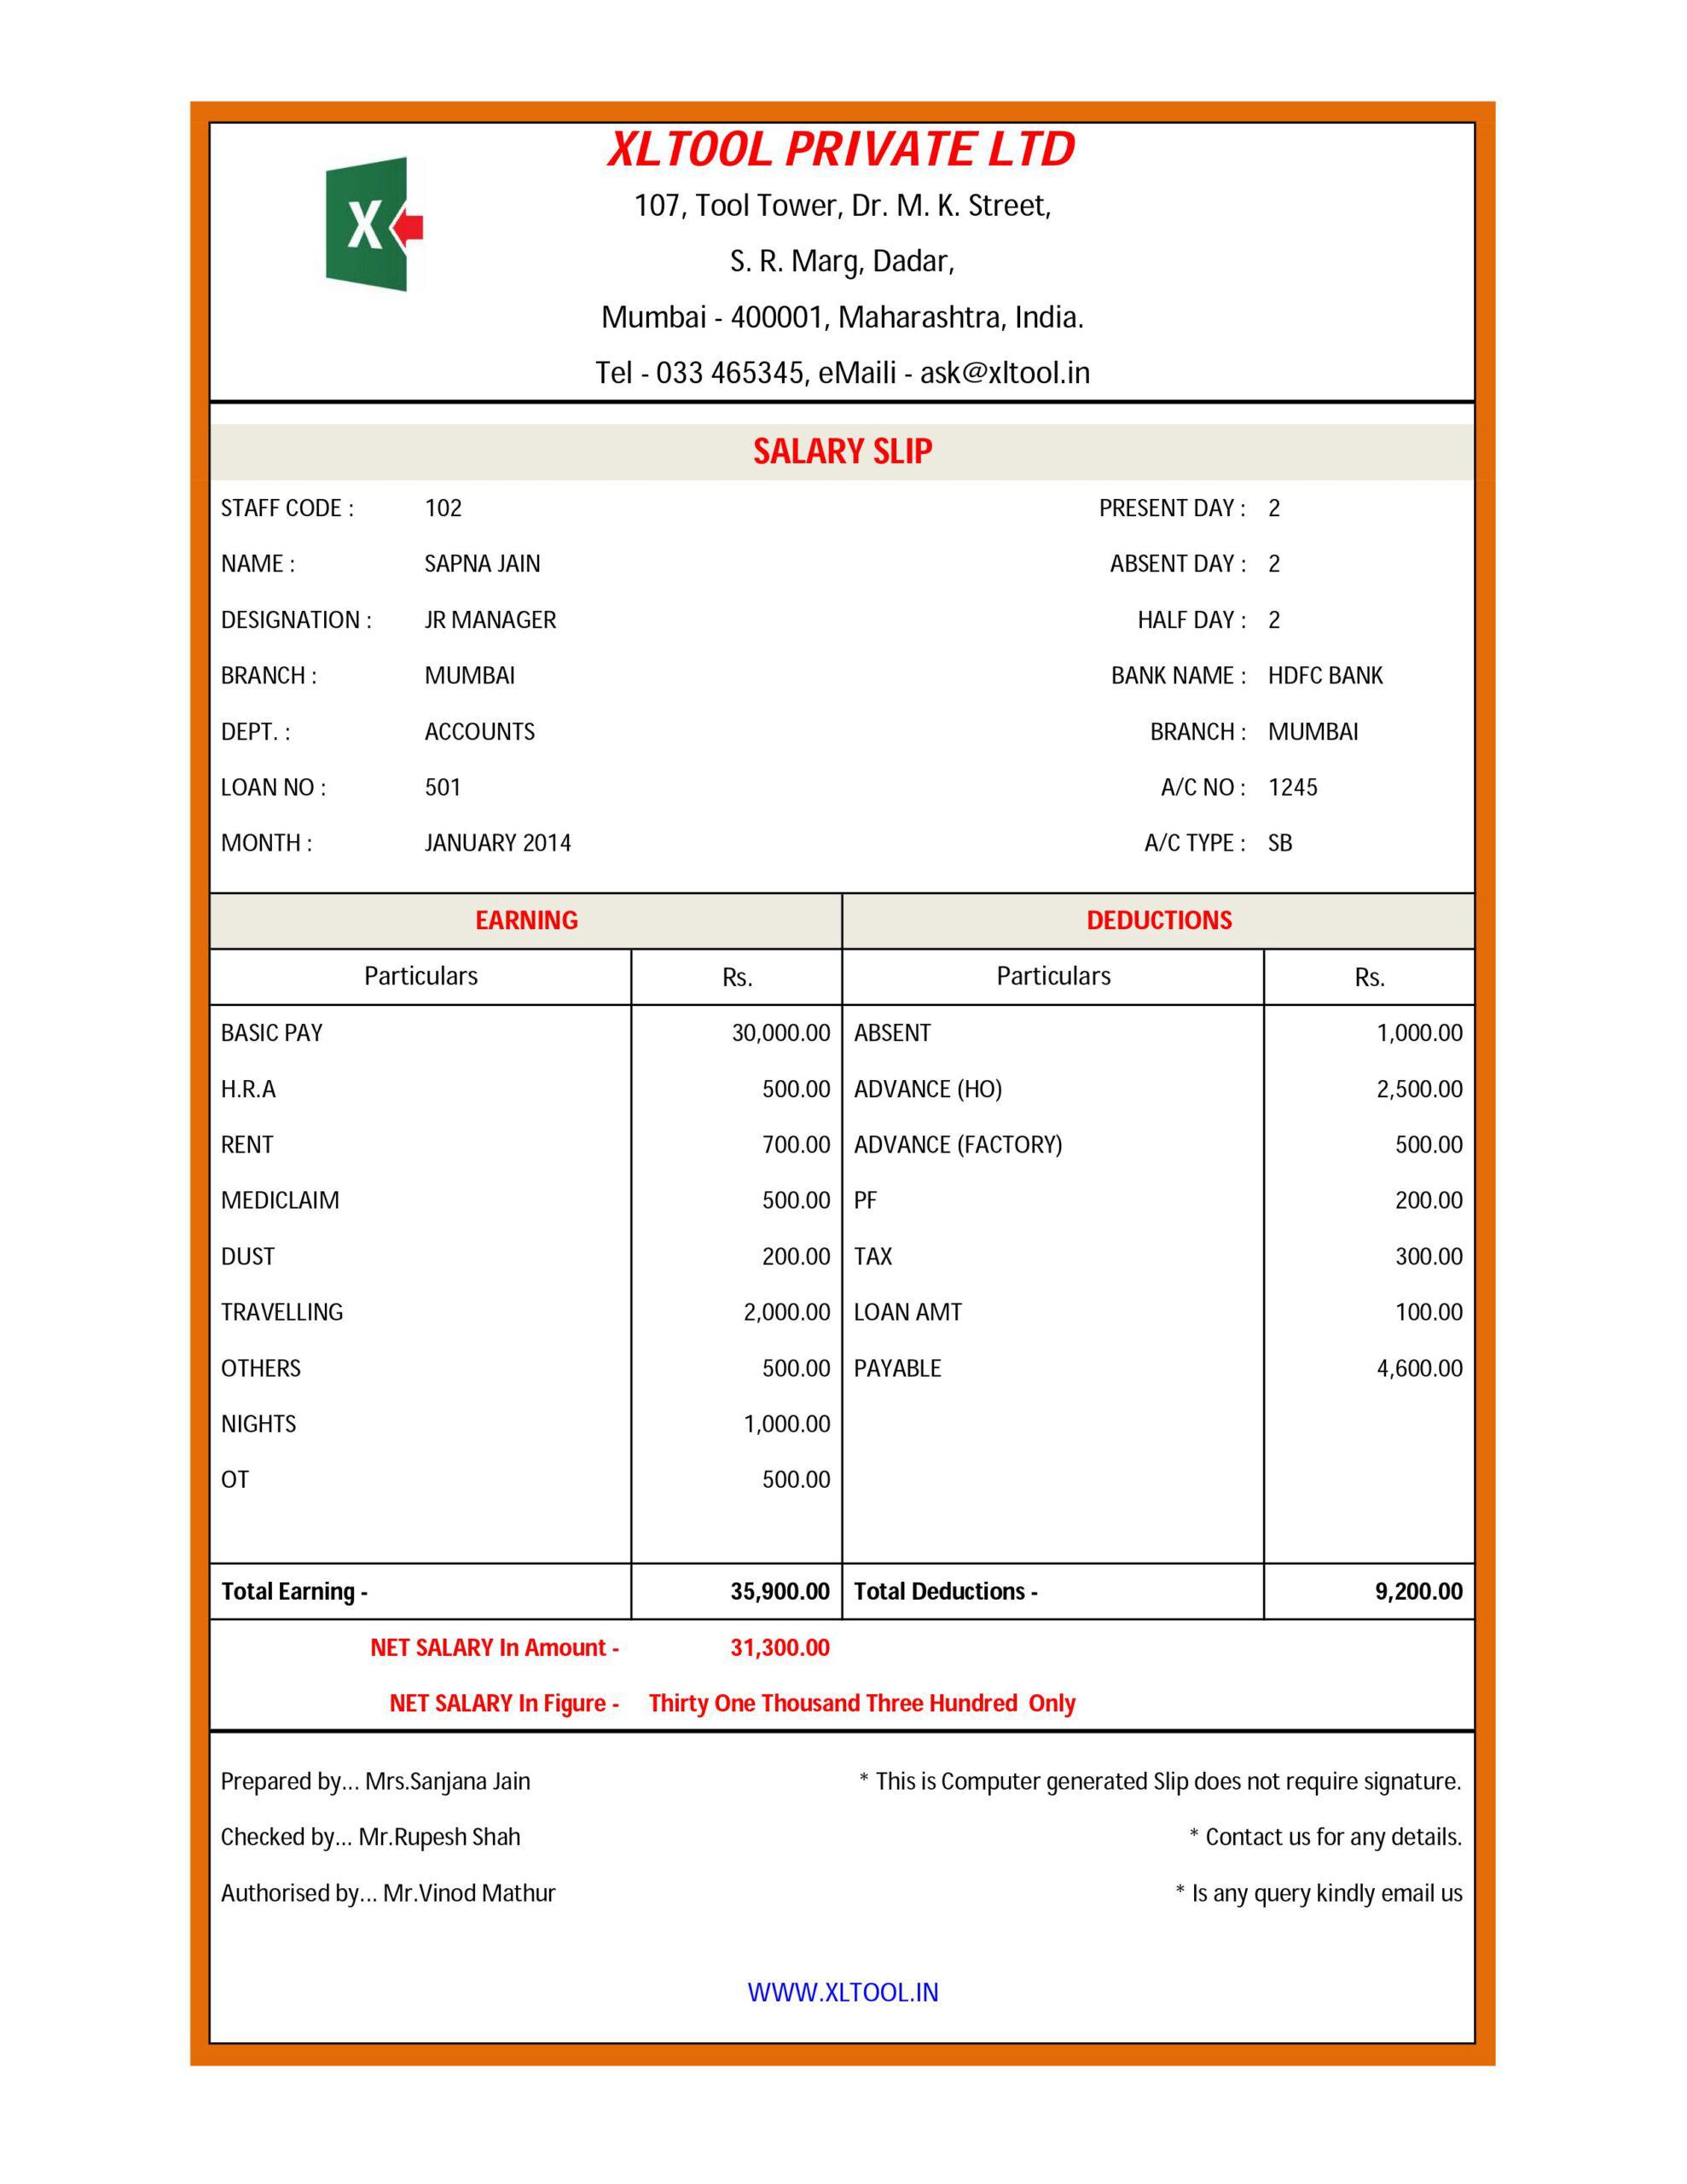 XLTOOL PRIVATE LTD
X
107, Tool Tower, Dr. M. K. Street,
S. R. Marg, Dadar,
Mumbai - 400001, Maharashtra, India.
Tel - 033 465345, eMaili - ask@xltool.in
SALARY SLIP
STAFF CODE : 102 PRESENT DAY : 2
NAME : SAPNA JAIN ABSENT DAY : 2
DESIGNATION : JR MANAGER HALF DAY : 2
BRANCH : MUMBAI BANK NAME : HDFC BANK
DEPT. : ACCOUNTS BRANCH : MUMBAI
LOAN NO : 501 A/C NO : 1245
MONTH : JANUARY 2014 A/C TYPE : SB
EARNING DEDUCTIONS
Particulars Rs. Particulars Rs.
BASIC PAY 30,000.00 ABSENT 1,000.00
H.R.A 500.00 ADVANCE (HO) 2,500.00
RENT 700.00 ADVANCE (FACTORY) 500.00
MEDICLAIM 500.00 PF 200.00
DUST 200.00 TAX 300.00
TRAVELLING 2,000.00 LOAN AMT 100.00
OTHERS 500.00 PAYABLE 4,600.00
NIGHTS 1,000.00
OT 500.00
Total Earning - 35,900.00 Total Deductions - 9,200.00
NET SALARY In Amount - 31,300.00
NET SALARY In Figure - Thirty One Thousand Three Hundred Only
Prepared by... Mrs.Sanjana Jain * This is Computer generated Slip does not require signature.
Checked by... Mr.Rupesh Shah * Contact us for any details.
Authorised by... Mr.Vinod Mathur * Is any query kindly email us
WWW.XLTOOL.IN